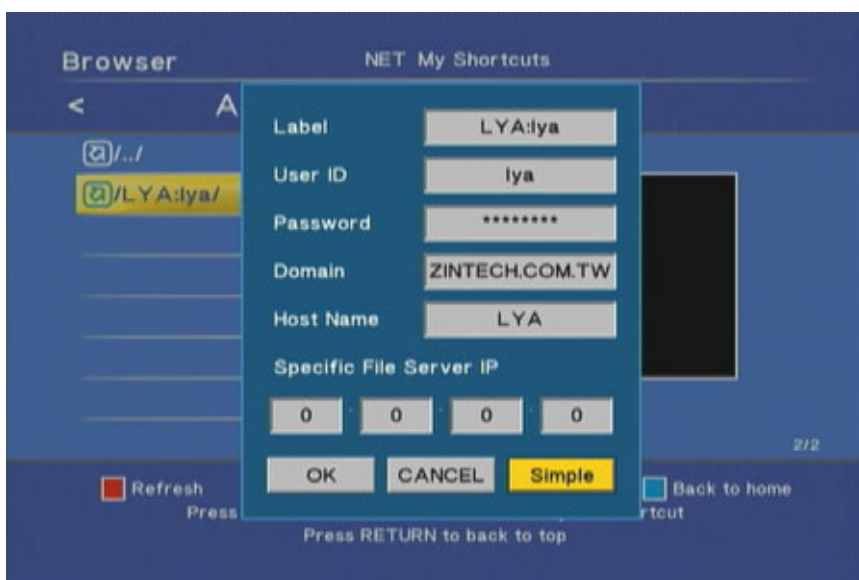 Browser
NET My Shortcuts
< A
/../
/LYA:lya/
Label LYA:lya
User ID lya
Password ********
Domain ZINTECH.COM.TW
Host Name LYA
Specific File Server IP
0 . 0 . 0 . 0
OK CANCEL Simple
2/2
Refresh Back to home
Press rtcut
Press RETURN to back to top